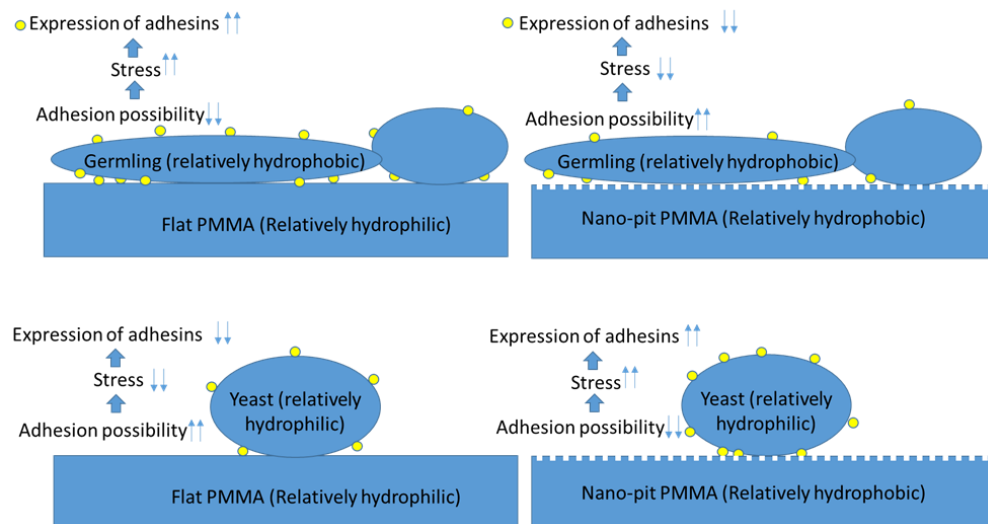 Expression of adhesins ↑↑
Stress ↑↑
Adhesion possibility ↓↓
Germling (relatively hydrophobic)
Flat PMMA (Relatively hydrophilic)
Expression of adhesins ↓↓
Stress ↓↓
Adhesion possibility ↑↑
Germling (relatively hydrophobic)
Nano-pit PMMA (Relatively hydrophobic)
Expression of adhesins ↓↓
Stress ↓↓
Adhesion possibility ↑↑
Yeast (relatively
hydrophilic)
Flat PMMA (Relatively hydrophilic)
Expression of adhesins ↑↑
Stress ↑↑
Adhesion possibility ↓↓
Yeast (relatively
hydrophilic)
Nano-pit PMMA (Relatively hydrophobic)